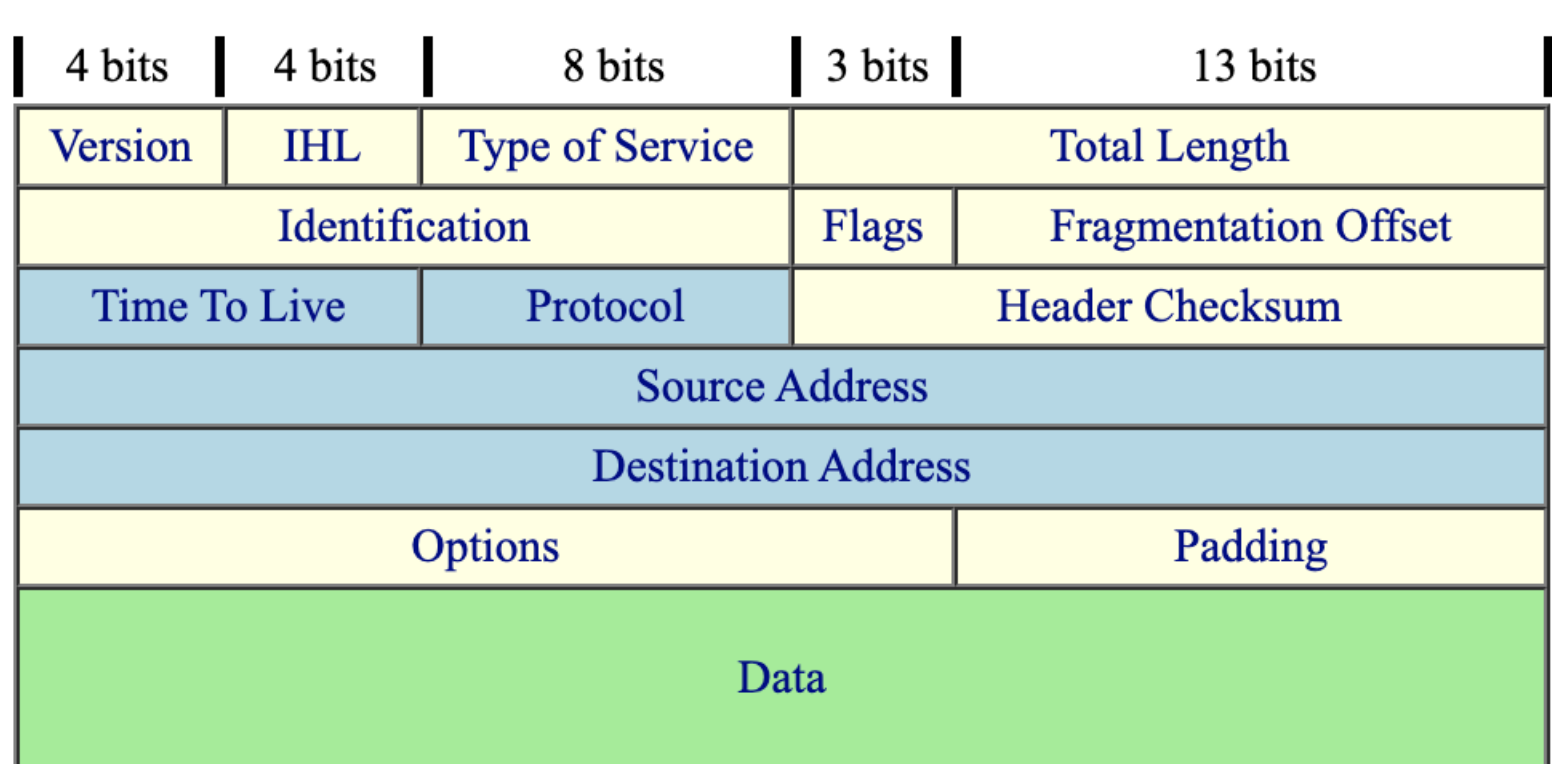 4 bits 4 bits 8 bits 3 bits 13 bits
Version IHL Type of Service Total Length
Identification Flags Fragmentation Offset
Time To Live Protocol Header Checksum
Source Address
Destination Address
Options Padding
Data